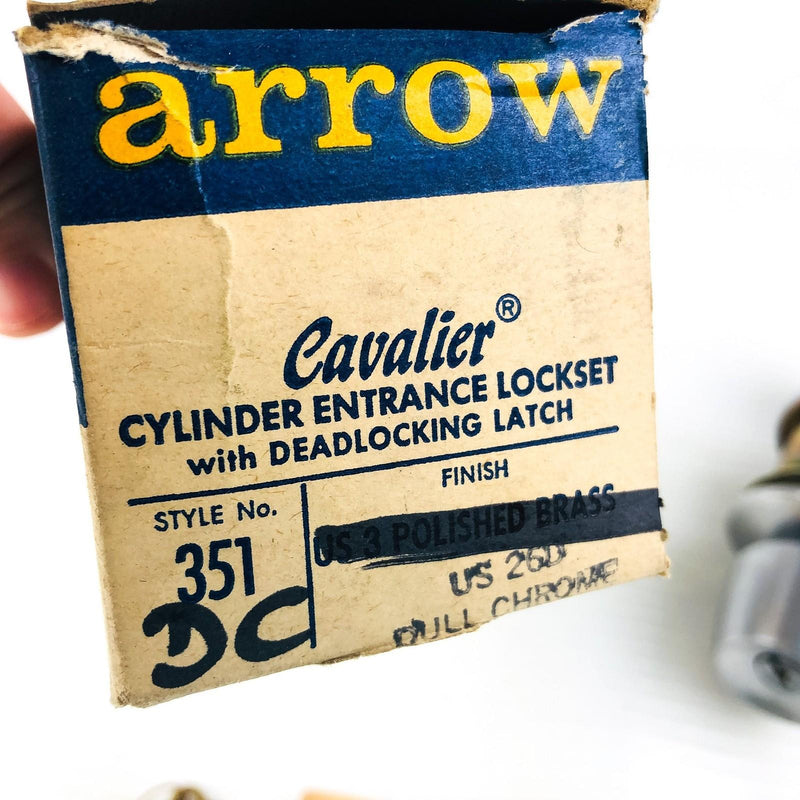 arrow
Cavalier®
CYLINDER ENTRANCE LOCKSET
with DEADLOCKING LATCH
STYLE No.
351
DC
FINISH
US 3 POLISHED BRASS
US 26D
DULL CHROME